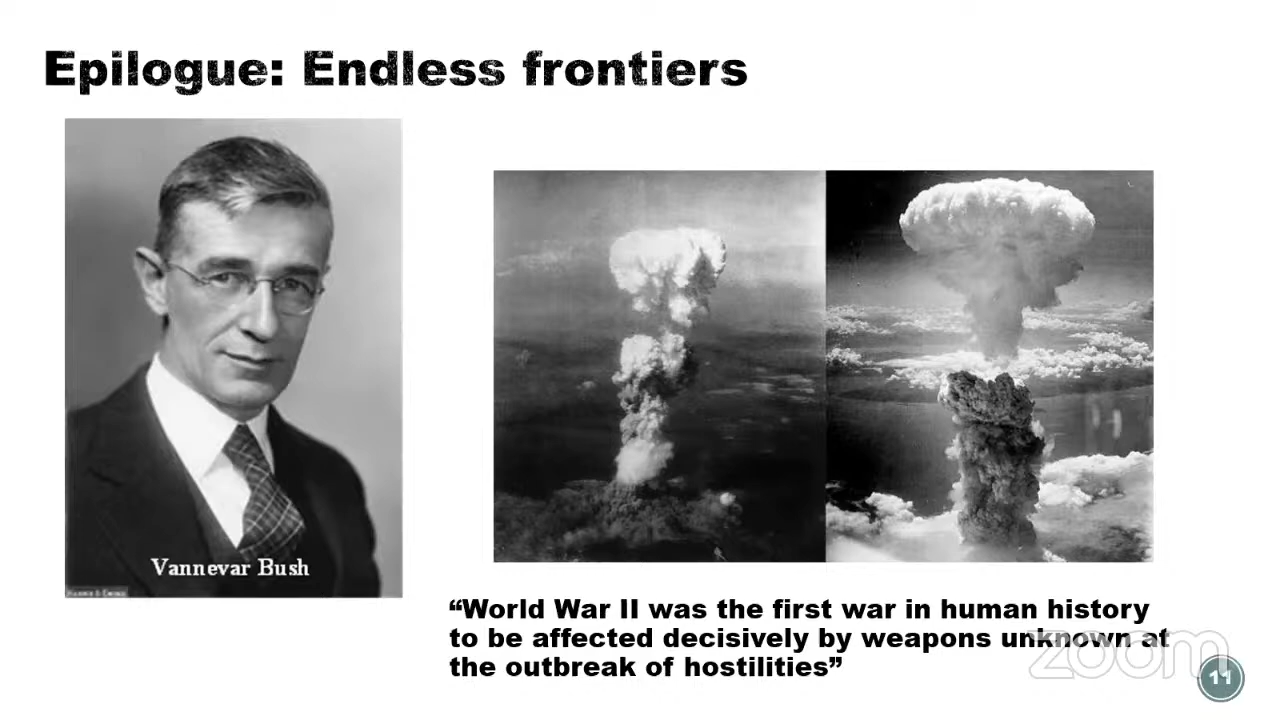 Epilogue: Endless frontiers
Vannevar Bush
“World War II was the first war in human history
to be affected decisively by weapons unknown at
the outbreak of hostilities”
zoom
11